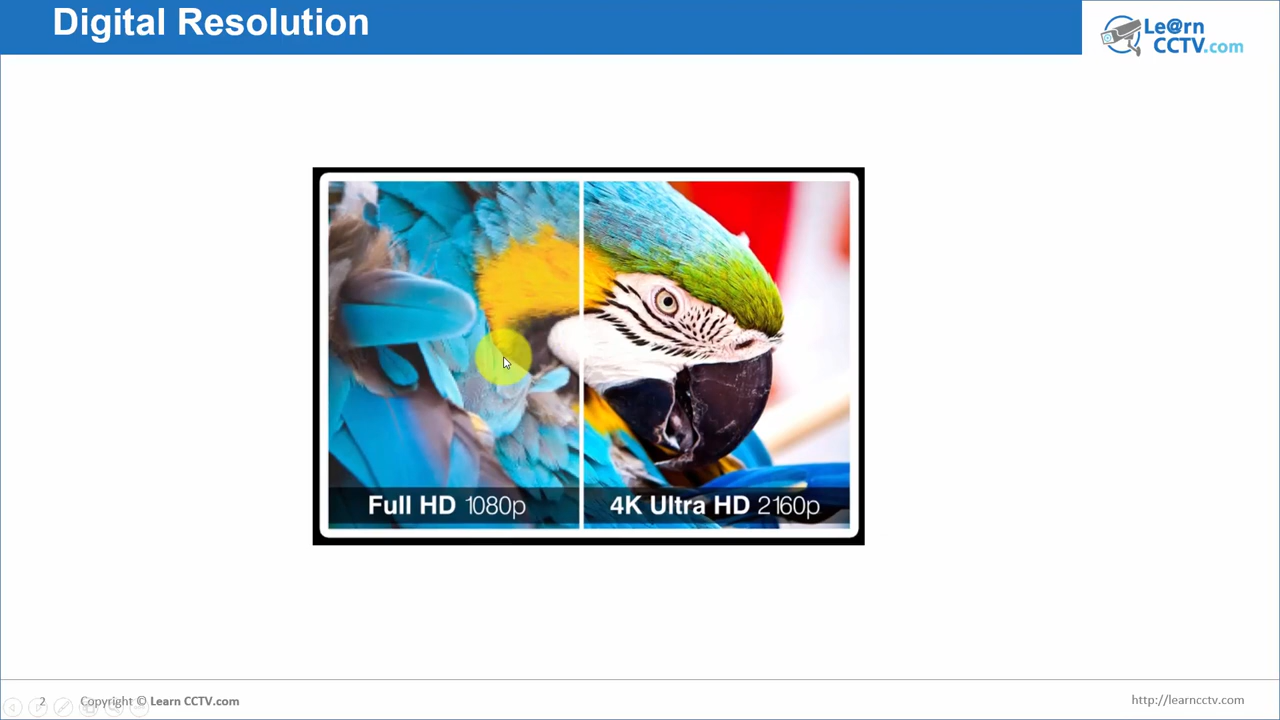 Digital Resolution
Le@rn
CCTV.com
Full HD 1080p
4K Ultra HD 2160p
2
Copyright © Learn CCTV.com
http://learncctv.com